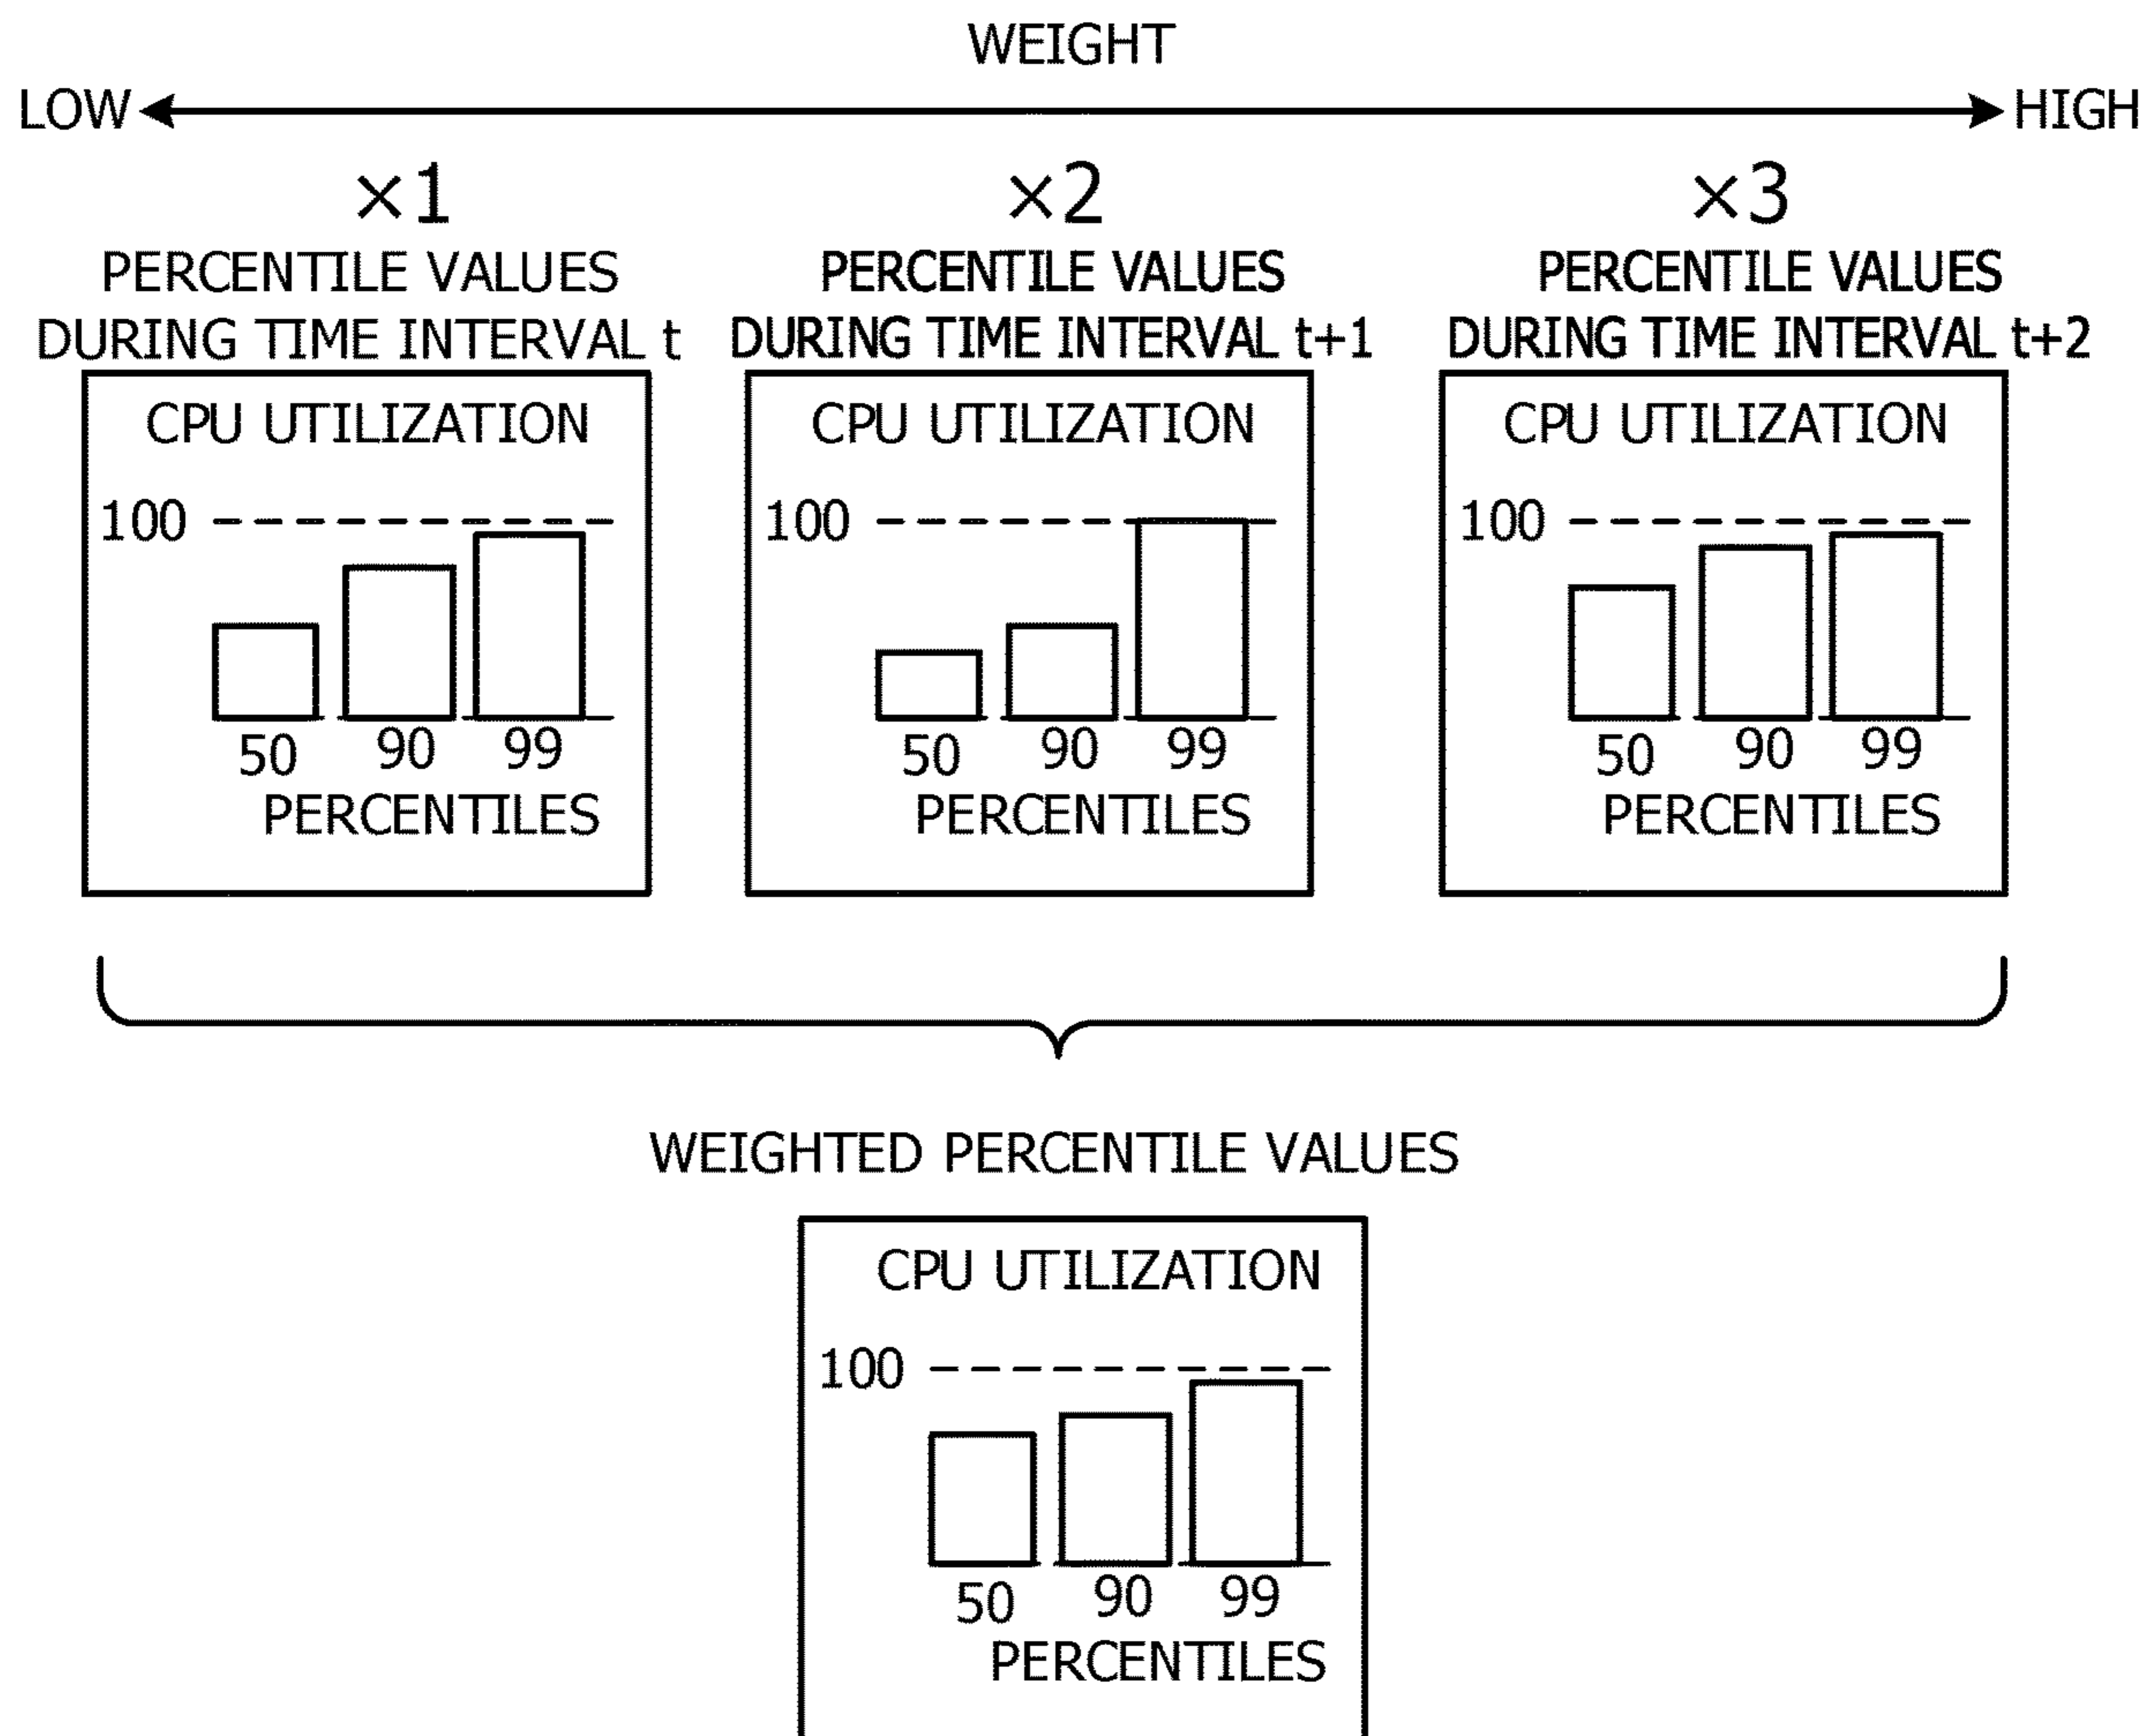 WEIGHT
LOW HIGH
×1 ×2 ×3
PERCENTILE VALUES
DURING TIME INTERVAL t
PERCENTILE VALUES
DURING TIME INTERVAL t+1
PERCENTILE VALUES
DURING TIME INTERVAL t+2
CPU UTILIZATION
100
50 90 99
PERCENTILES
CPU UTILIZATION
100
50 90 99
PERCENTILES
CPU UTILIZATION
100
50 90 99
PERCENTILES
WEIGHTED PERCENTILE VALUES
CPU UTILIZATION
100
50 90 99
PERCENTILES